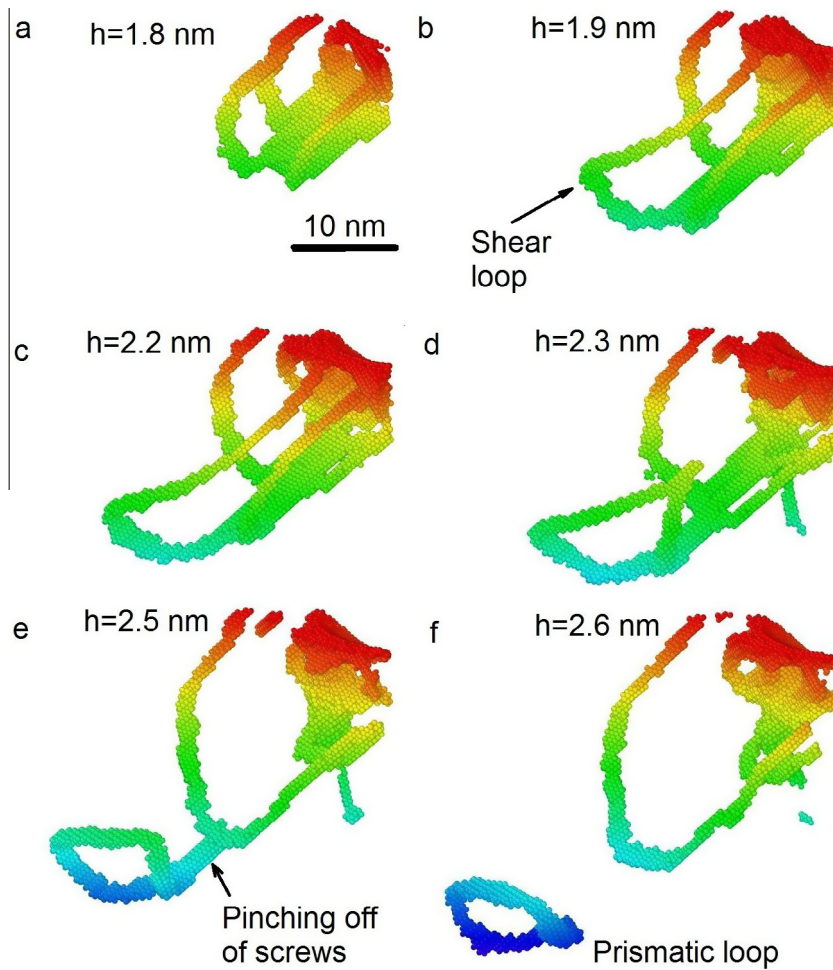 a
h=1.8 nm
b
h=1.9 nm
10 nm
Shear
loop
c
h=2.2 nm
d
h=2.3 nm
e
h=2.5 nm
f
h=2.6 nm
Pinching off
of screws
Prismatic loop